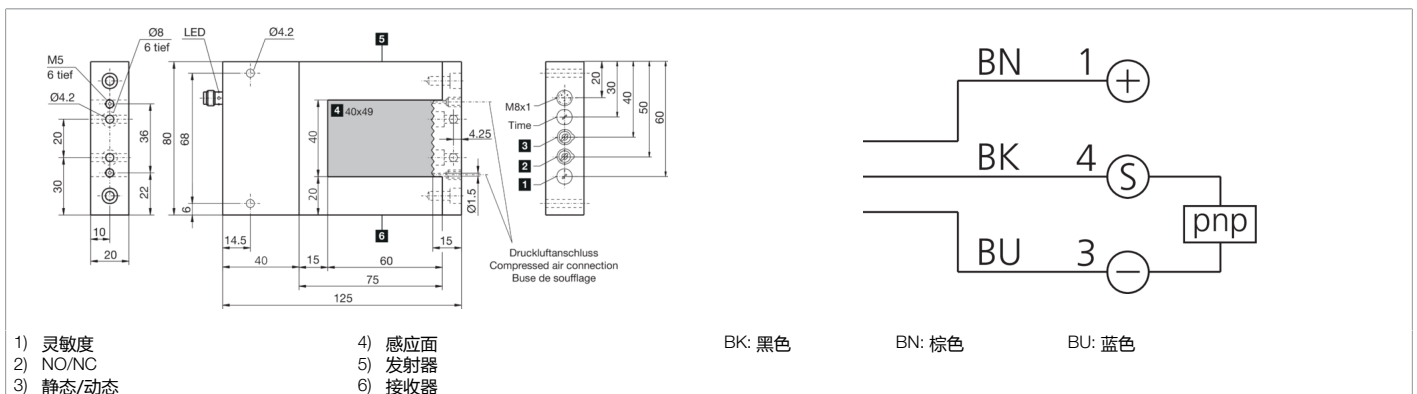 Ø8
6 tief
LED
Ø4.2
5
M5
6 tief
Ø4.2
20
30
36
22
10
20
80
68
6
4 40x49
40
20
4.25
Ø1.5
14.5
40
15
60
15
75
125
6
Druckluftanschluss
Compressed air connection
Buse de soufflage
M8x1
Time
3
2
1
20
30
40
50
60
BN 1 +
BK 4 S
pnp
BU 3 −
1) 灵敏度
2) NO/NC
3) 静态/动态
4) 感应面
5) 发射器
6) 接收器
BK: 黑色 BN: 棕色 BU: 蓝色